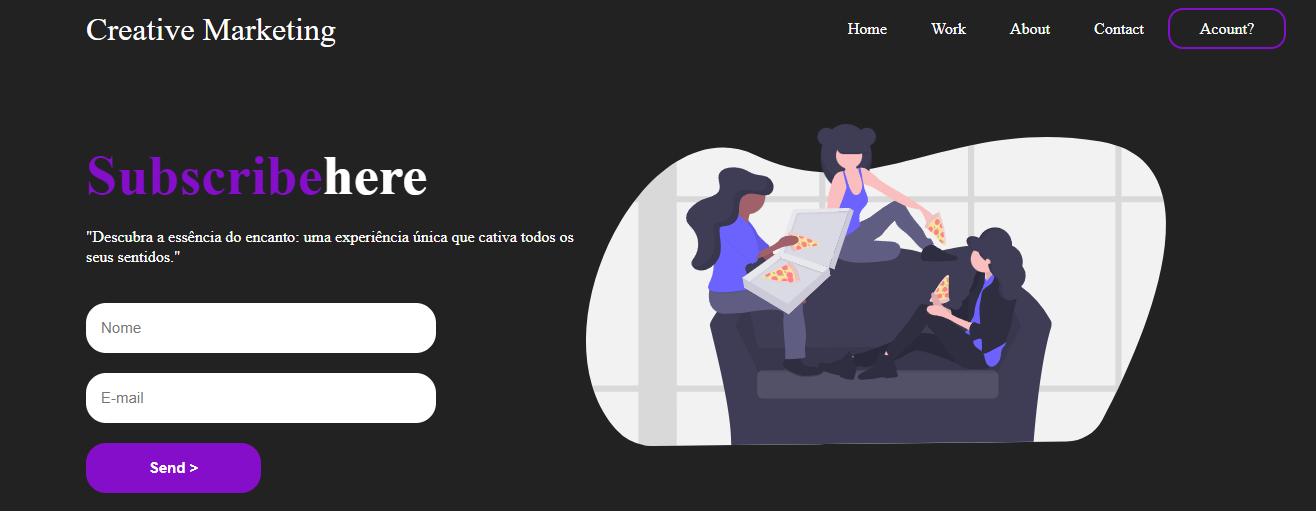 Creative Marketing
Home Work About Contact Acount?
Subscribehere
"Descubra a essência do encanto: uma experiência única que cativa todos os
seus sentidos."
Nome
E-mail
Send >